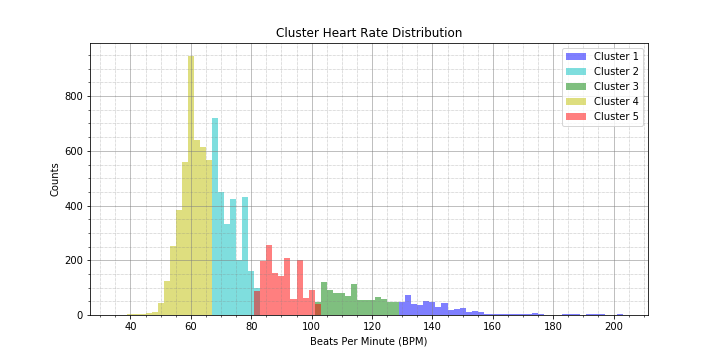 Cluster Heart Rate Distribution
Cluster 1
Cluster 2
Cluster 3
Cluster 4
Cluster 5
Counts
800
600
400
200
0
40 60 80 100 120 140 160 180 200
Beats Per Minute (BPM)